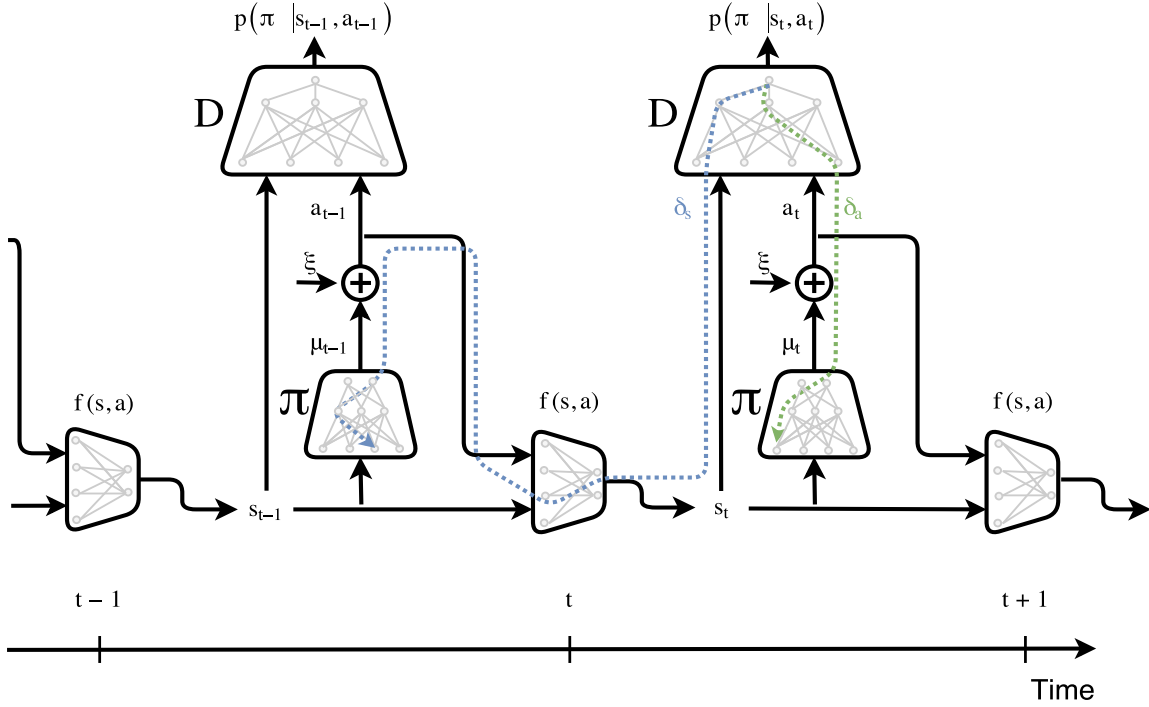 p(π |s_{t−1}, a_{t−1})
p(π |s_t, a_t)
D
D
a_{t−1}
δ_s
a_t
δ_a
ξ
+
ξ
+
μ_{t−1}
μ_t
f(s, a)
π
f(s, a)
π
f(s, a)
s_{t−1}
s_t
t − 1
t
t + 1
Time